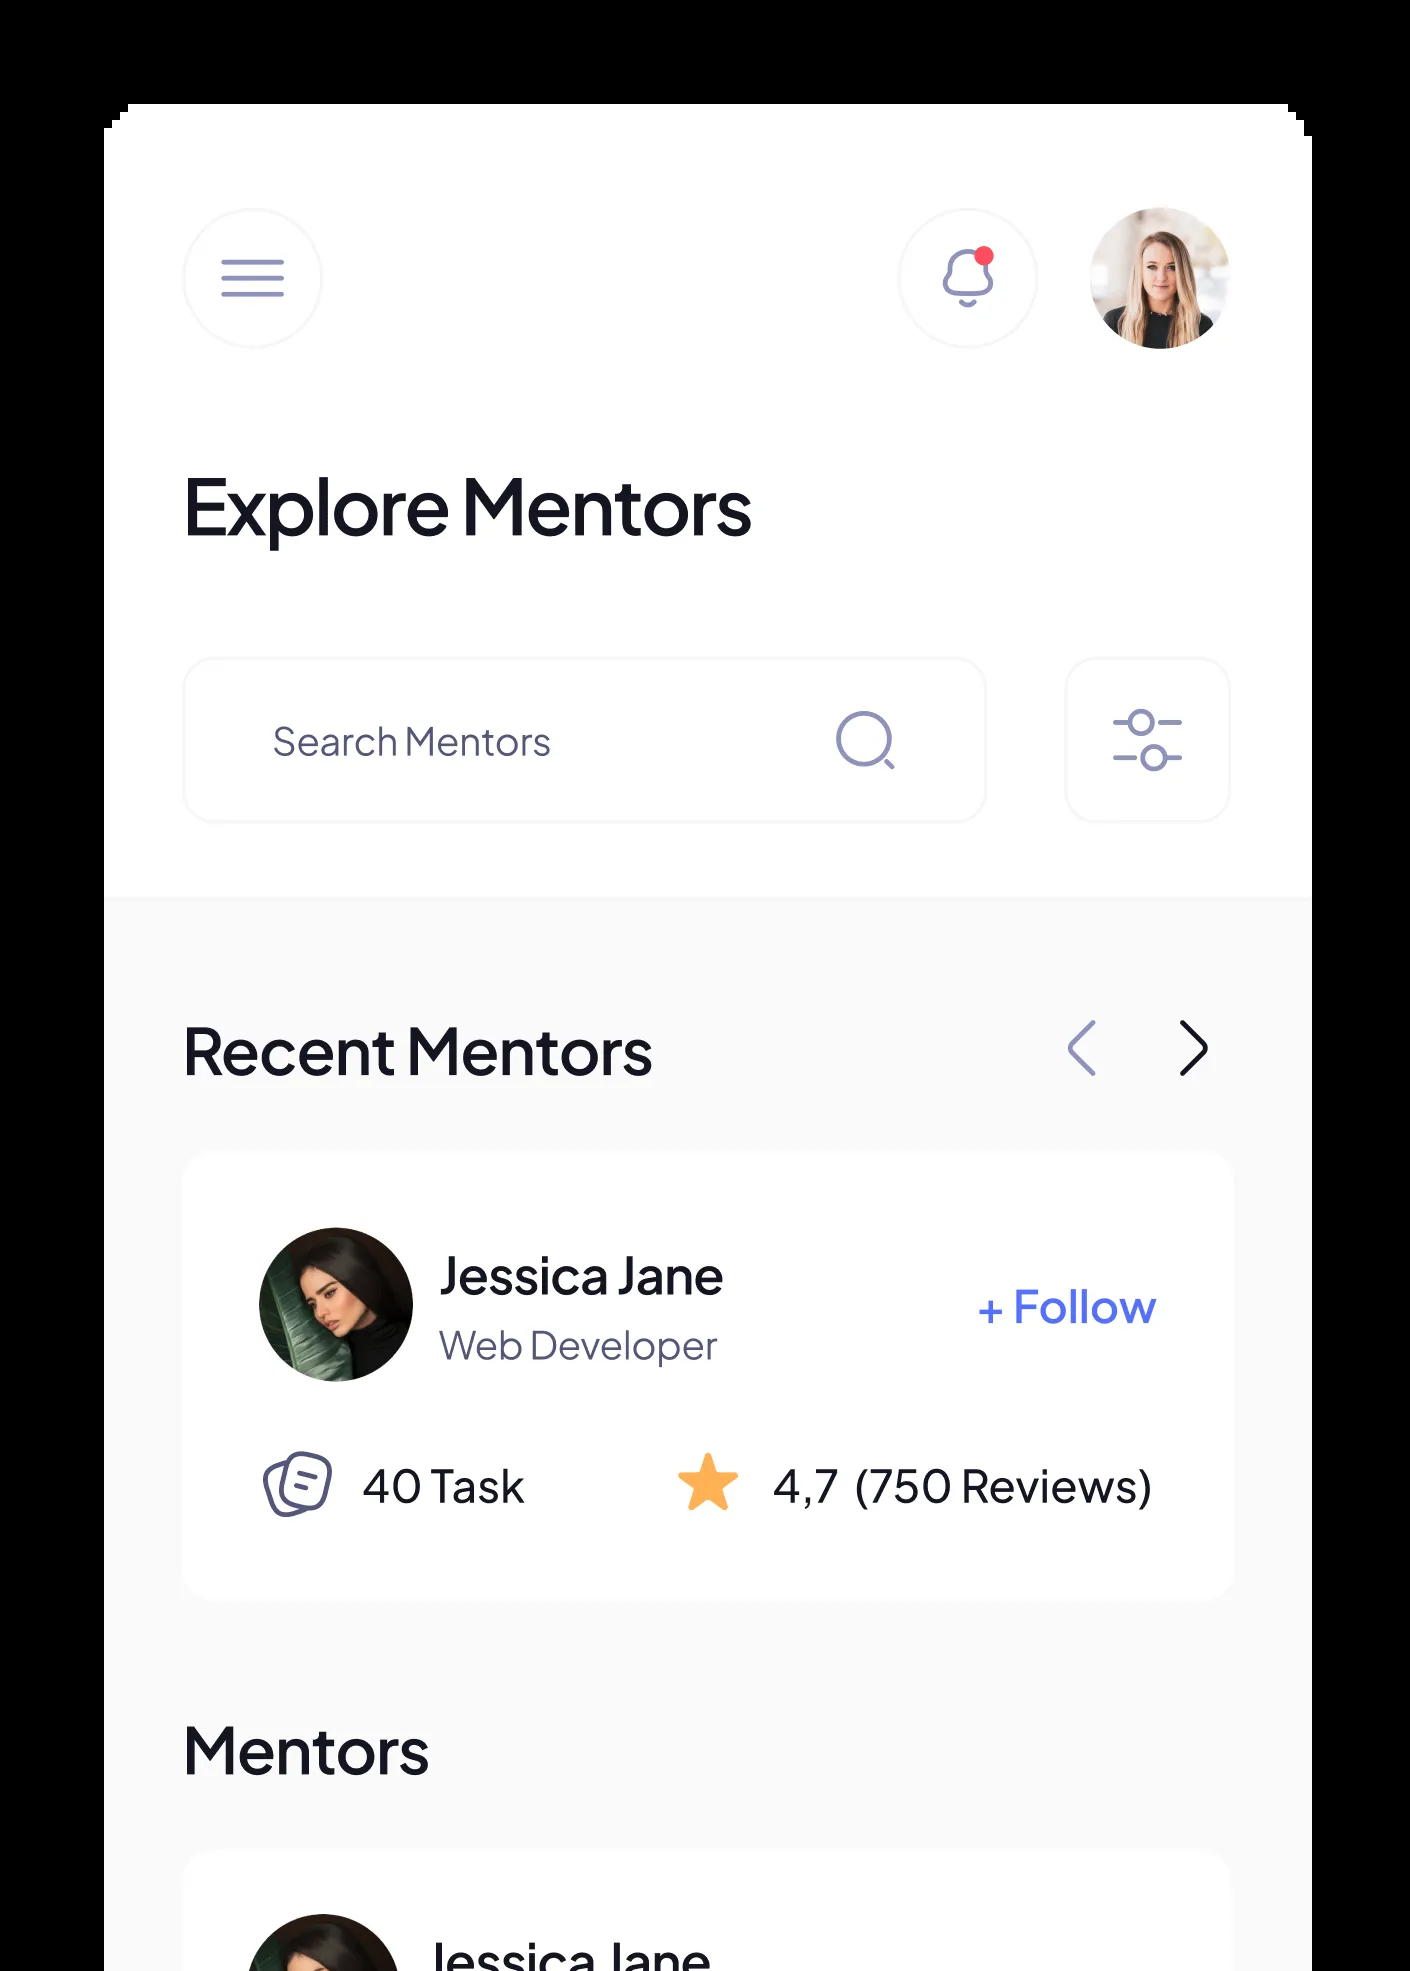 Explore Mentors
Search Mentors
Recent Mentors
Jessica Jane
+ Follow
Web Developer
40 Task
4,7 (750 Reviews)
Mentors
Jessica Jane